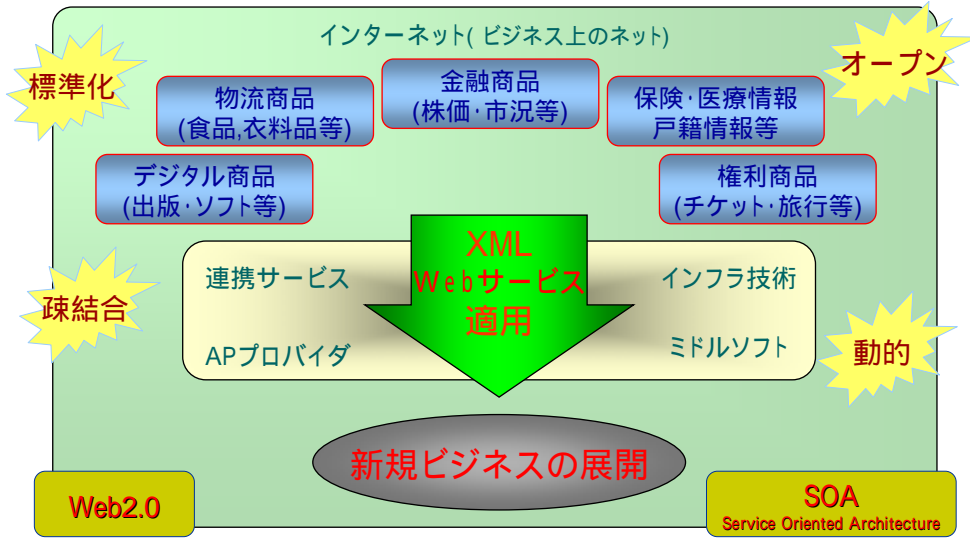 インターネット( ビジネス上のネット)
標準化
オープン
物流商品
(食品,衣料品等)
金融商品
(株価･市況等)
保険･医療情報
戸籍情報等
デジタル商品
(出版･ソフト等)
権利商品
(チケット･旅行等)
XML
Webサービス
適用
連携サービス
インフラ技術
疎結合
APプロバイダ
ミドルソフト
動的
新規ビジネスの展開
Web2.0
SOA
Service Oriented Architecture